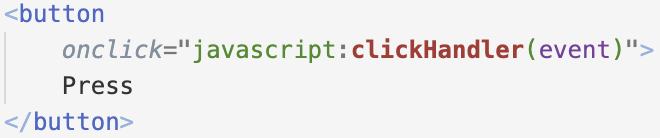 <button
    onclick="javascript:clickHandler(event)">
    Press
</button>